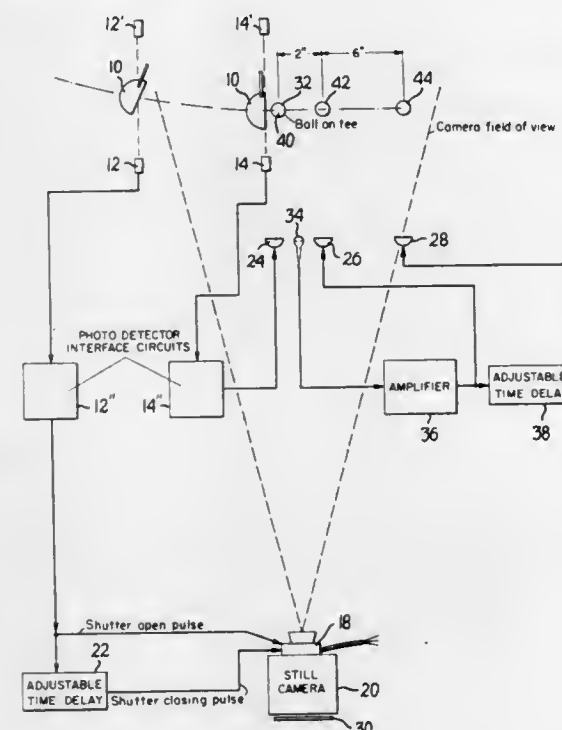 12' 14'
10 10 2" 32 42 6" 44
40 Ball on tee
Camera field of view
12 14
24 34 26 28
PHOTO DETECTOR
INTERFACE CIRCUITS
12" 14"
AMPLIFIER
36
ADJUSTABLE
TIME DELAY
38
Shutter open pulse
18
22
ADJUSTABLE
TIME DELAY
Shutter closing pulse
STILL
CAMERA
20
30